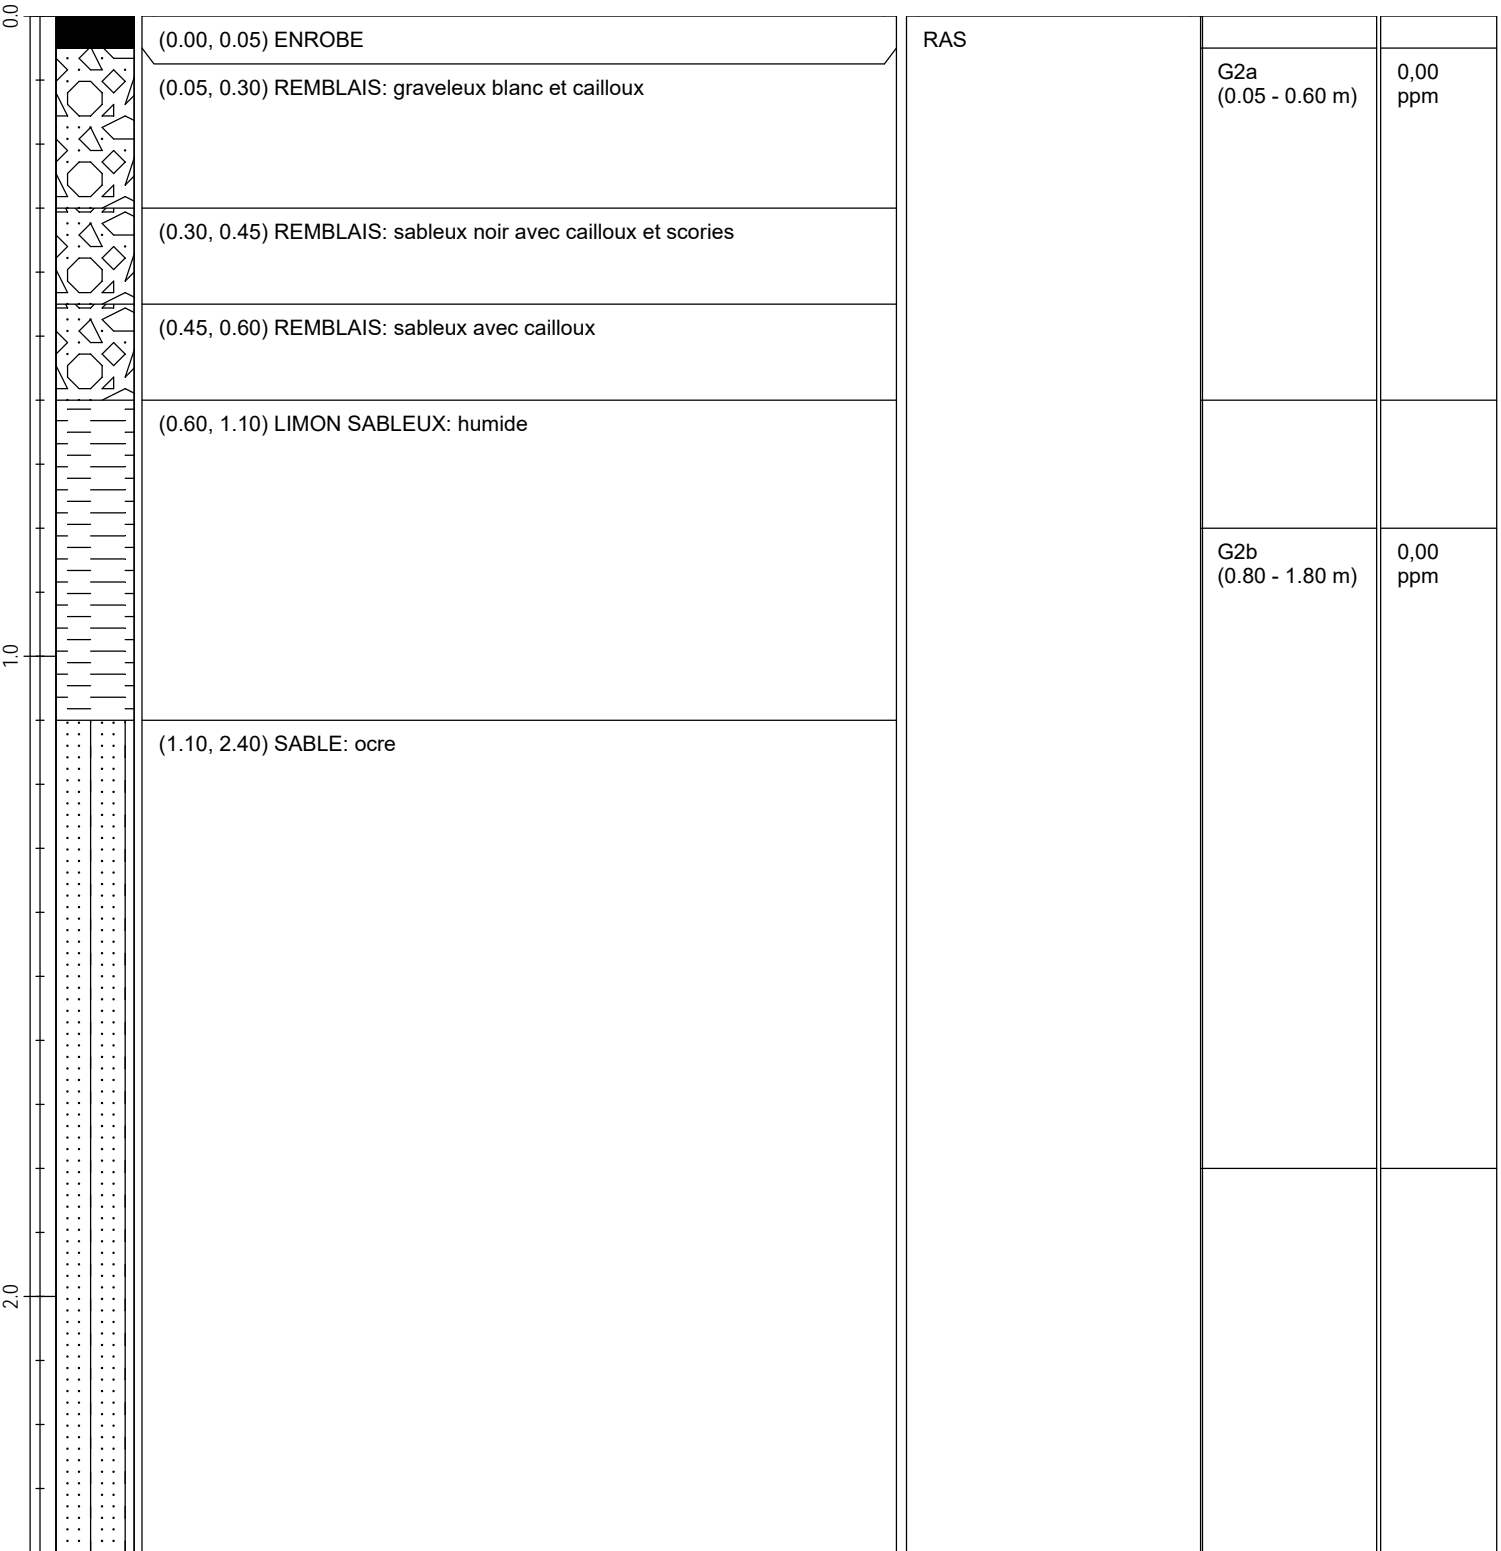 0.0
(0.00, 0.05) ENROBE
RAS
(0.05, 0.30) REMBLAIS: graveleux blanc et cailloux
G2a
(0.05 - 0.60 m)
0,00
ppm
(0.30, 0.45) REMBLAIS: sableux noir avec cailloux et scories
(0.45, 0.60) REMBLAIS: sableux avec cailloux
(0.60, 1.10) LIMON SABLEUX: humide
G2b
(0.80 - 1.80 m)
0,00
ppm
1.0
(1.10, 2.40) SABLE: ocre
2.0